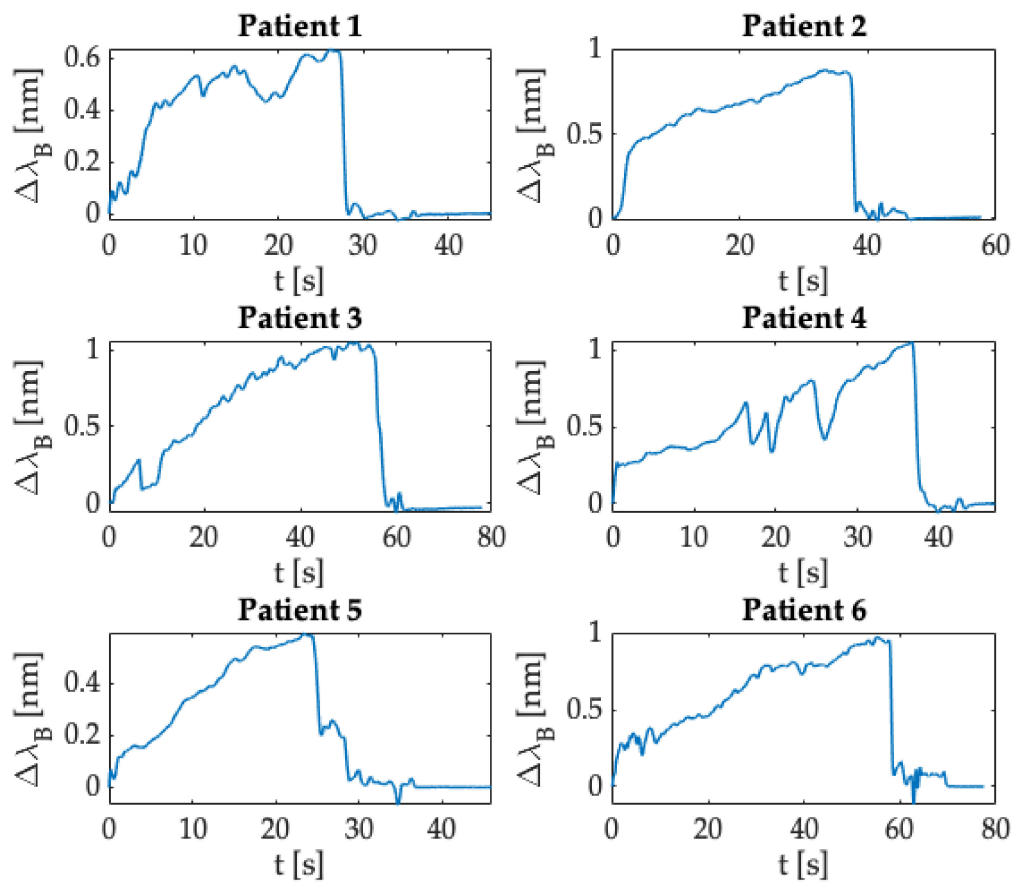 Patient 1
Δλ_B [nm]
0.6
0.4
0.2
0
0 10 20 30 40
t [s]
Patient 2
Δλ_B [nm]
1
0.5
0
0 20 40 60
t [s]
Patient 3
Δλ_B [nm]
1
0.5
0
0 20 40 60 80
t [s]
Patient 4
Δλ_B [nm]
1
0.5
0
0 10 20 30 40
t [s]
Patient 5
Δλ_B [nm]
0.4
0.2
0
0 10 20 30 40
t [s]
Patient 6
Δλ_B [nm]
1
0.5
0
0 20 40 60 80
t [s]